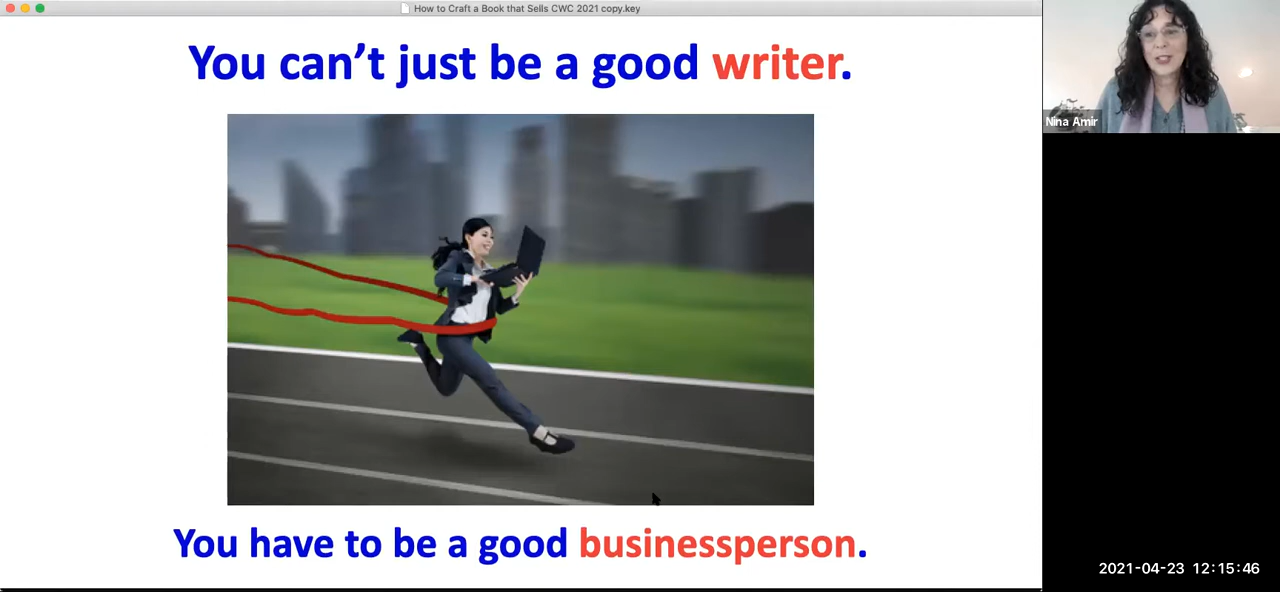 How to Craft a Book that Sells CWC 2021 copy.key
You can't just be a good writer.
Nina Amir
You have to be a good businessperson.
2021-04-23 12:15:46